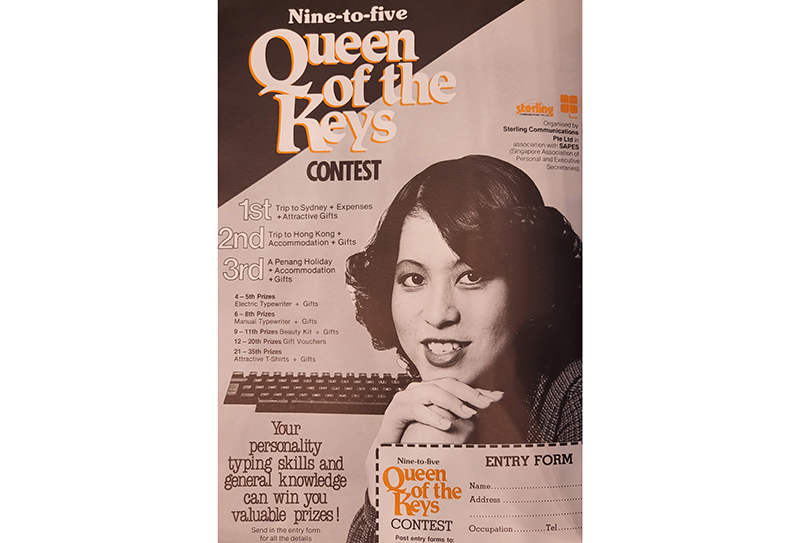 Nine-to-five
Queen
of the
Keys
CONTEST
sterling
Organised by
Sterling Communications
Pte Ltd in
association with SAPES
(Singapore Association of
Personal and Executive
Secretaries)
1st Trip to Sydney + Expenses
+ Attractive Gifts
2nd Trip to Hong Kong +
Accommodation + Gifts
3rd A Penang Holiday
+ Accommodation
+ Gifts
4 – 5th Prizes
Electric Typewriter + Gifts
6 – 8th Prizes
Manual Typewriter + Gifts
9 – 11th Prizes Beauty Kit + Gifts
12 – 20th Prizes Gift Vouchers
21 – 35th Prizes
Attractive T-Shirts + Gifts
Your
personality
typing skills and
general knowledge
can win you
valuable prizes!
Send in the entry form
for all the details
Nine-to-five
Queen
of the
Keys
CONTEST
Post entry forms to:
ENTRY FORM
Name
Address
Occupation Tel